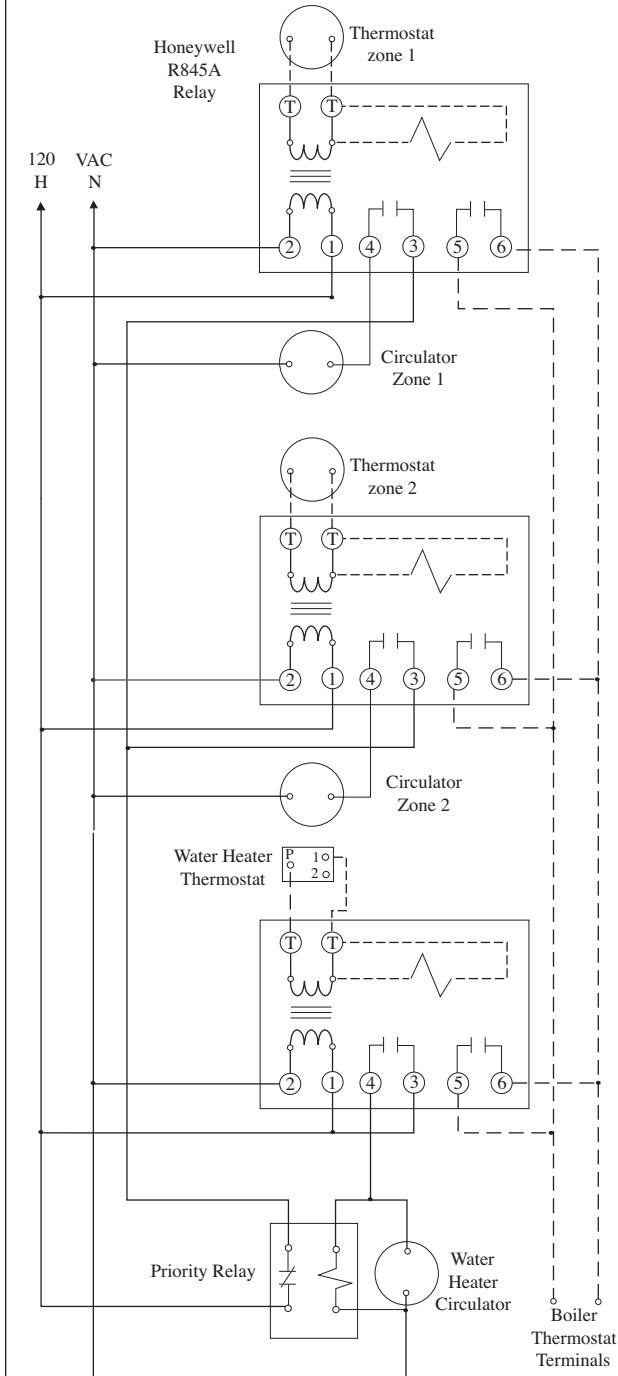 Thermostat
zone 1
Honeywell
R845A
Relay
T T
120 VAC
H N
2 1 4 3 5 6
Circulator
Zone 1
Thermostat
zone 2
T T
2 1 4 3 5 6
Circulator
Zone 2
Water Heater
Thermostat
P 1
2
T T
2 1 4 3 5 6
Priority Relay
Water
Heater
Circulator
Boiler
Thermostat
Terminals